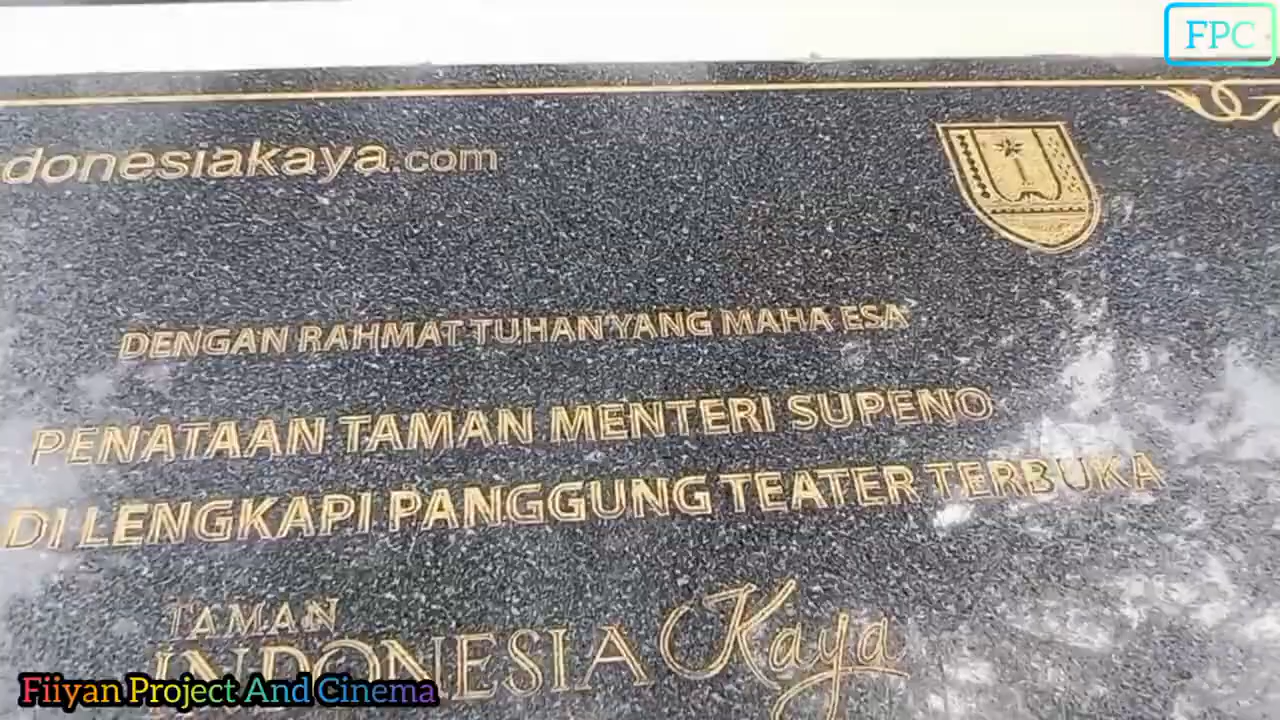 FPC
donesiakaya.com
DENGAN RAHMAT TUHAN YANG MAHA ESA
PENATAAN TAMAN MENTERI SUPENO
DI LENGKAPI PANGGUNG TEATER TERBUKA
TAMAN
INDONESIA Kaya
Fiiyan Project And Cinema